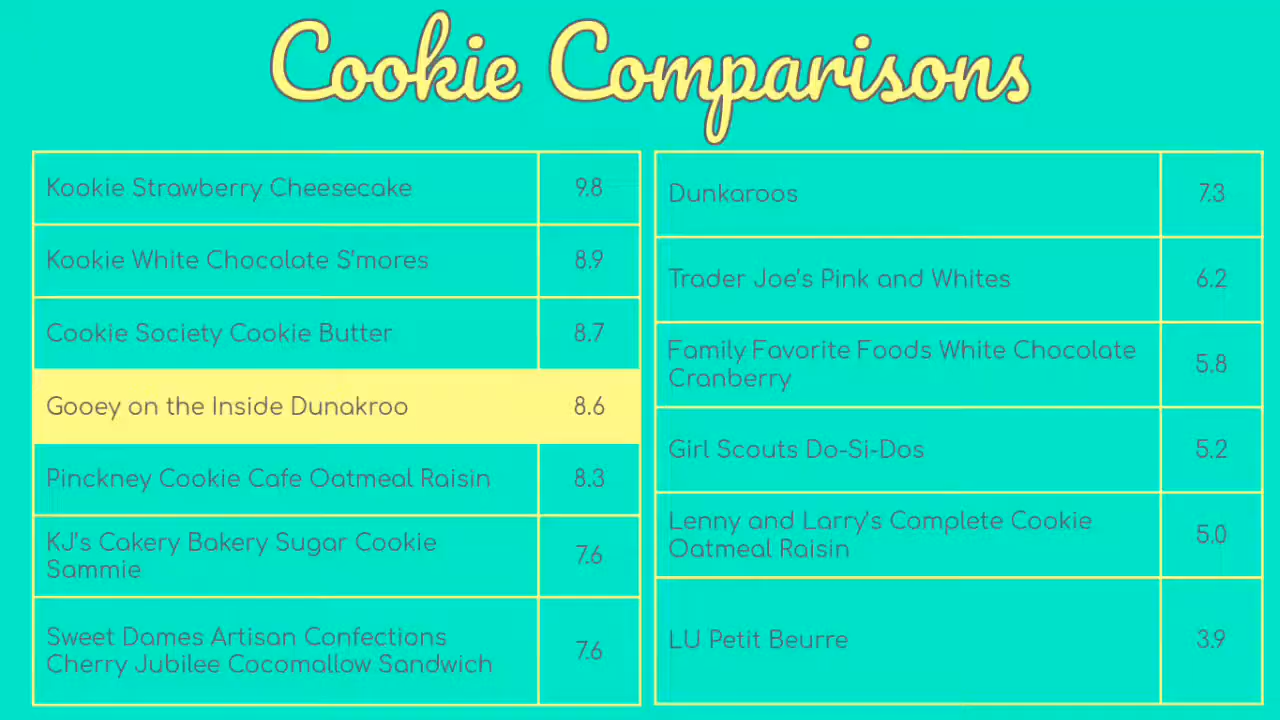 Cookie Comparisons
Kookie Strawberry Cheesecake 9.8
Kookie White Chocolate S'mores 8.9
Cookie Society Cookie Butter 8.7
Gooey on the Inside Dunakroo 8.6
Pinckney Cookie Cafe Oatmeal Raisin 8.3
KJ's Cakery Bakery Sugar Cookie
Sammie
7.6
Sweet Dames Artisan Confections
Cherry Jubilee Cocomallow Sandwich
7.6
Dunkaroos 7.3
Trader Joe's Pink and Whites 6.2
Family Favorite Foods White Chocolate
Cranberry
5.8
Girl Scouts Do-Si-Dos 5.2
Lenny and Larry's Complete Cookie
Oatmeal Raisin
5.0
LU Petit Beurre 3.9